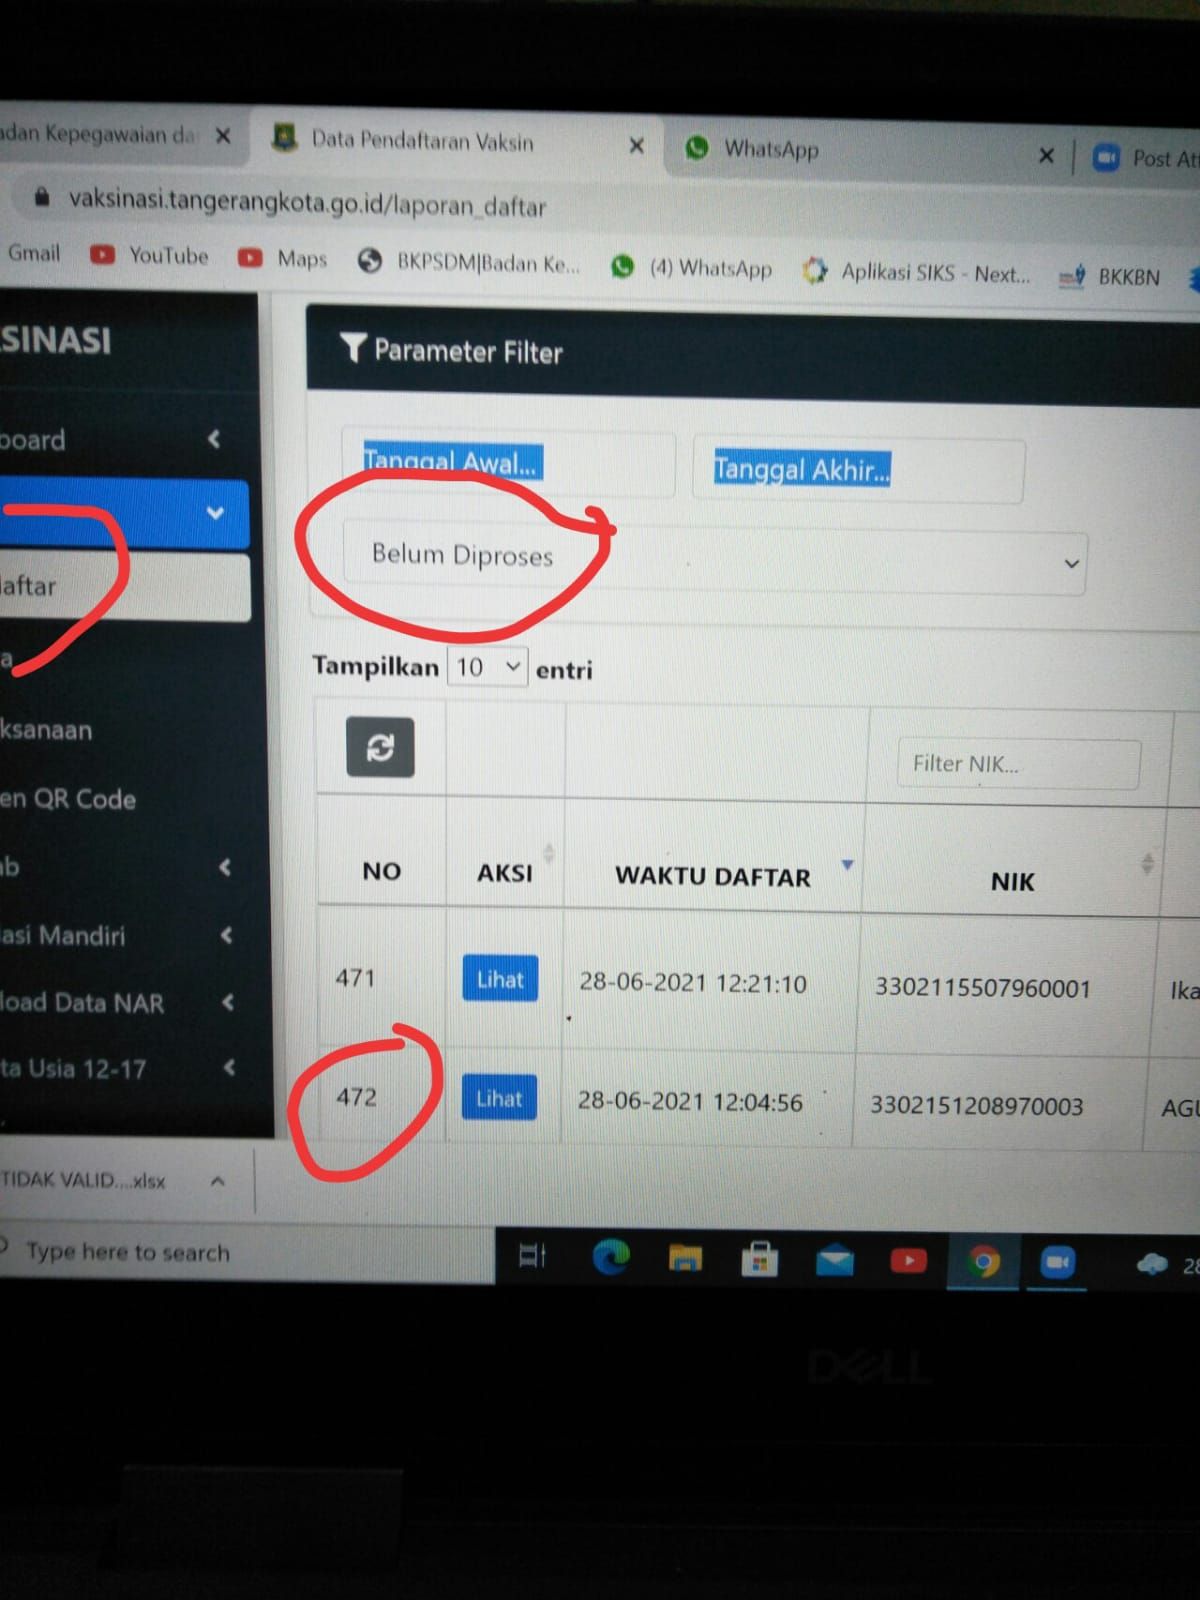 adan Kepegawaian da
Data Pendaftaran Vaksin
WhatsApp
Post Att
vaksinasi.tangerangkota.go.id/laporan_daftar
Gmail
YouTube
Maps
BKPSDM|Badan Ke...
(4) WhatsApp
Aplikasi SIKS - Next...
BKKBN
SINASI
Parameter Filter
board
Tanggal Awal...
Tanggal Akhir...
Belum Diproses
aftar
Tampilkan 10 entri
a
ksanaan
Filter NIK...
en QR Code
NO
AKSI
WAKTU DAFTAR
NIK
ab
asi Mandiri
471
Lihat
28-06-2021 12:21:10
3302115507960001
Ika
load Data NAR
ta Usia 12-17
472
Lihat
28-06-2021 12:04:56
3302151208970003
AGU
TIDAK VALID....xlsx
Type here to search
28
DELL